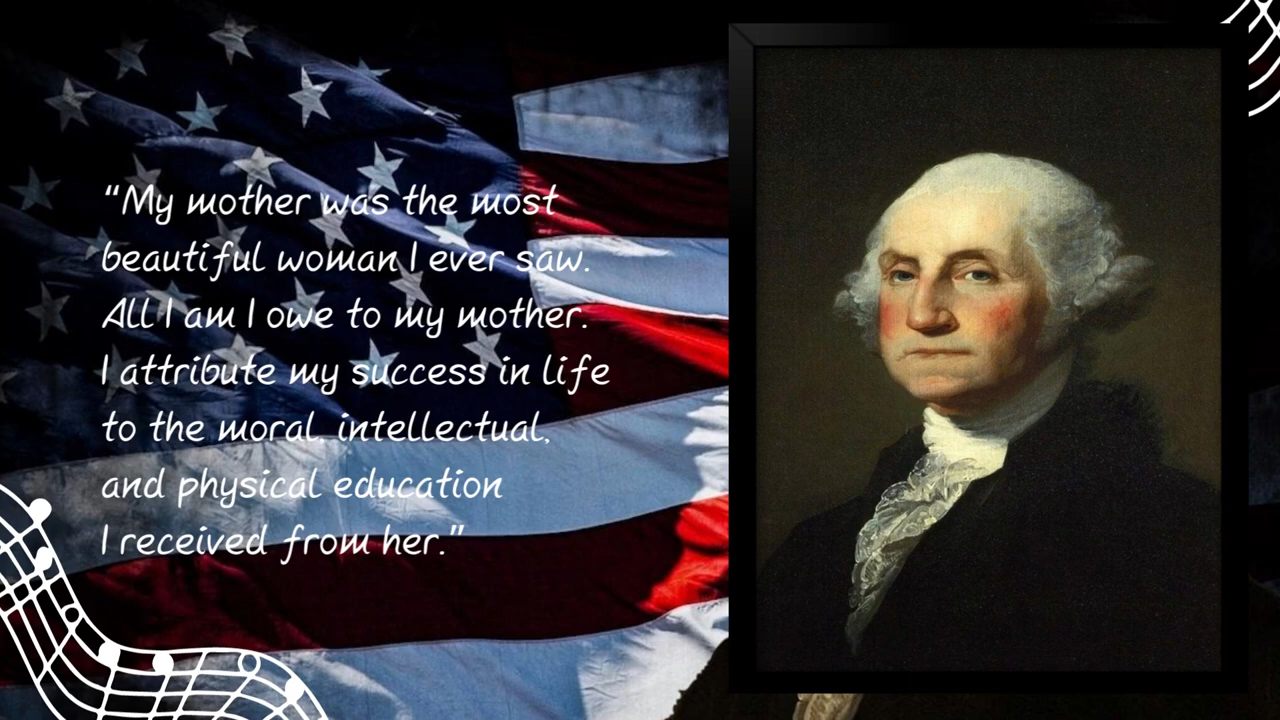 “My mother was the most
beautiful woman I ever saw.
All I am I owe to my mother.
I attribute my success in life
to the moral, intellectual,
and physical education
I received from her.”